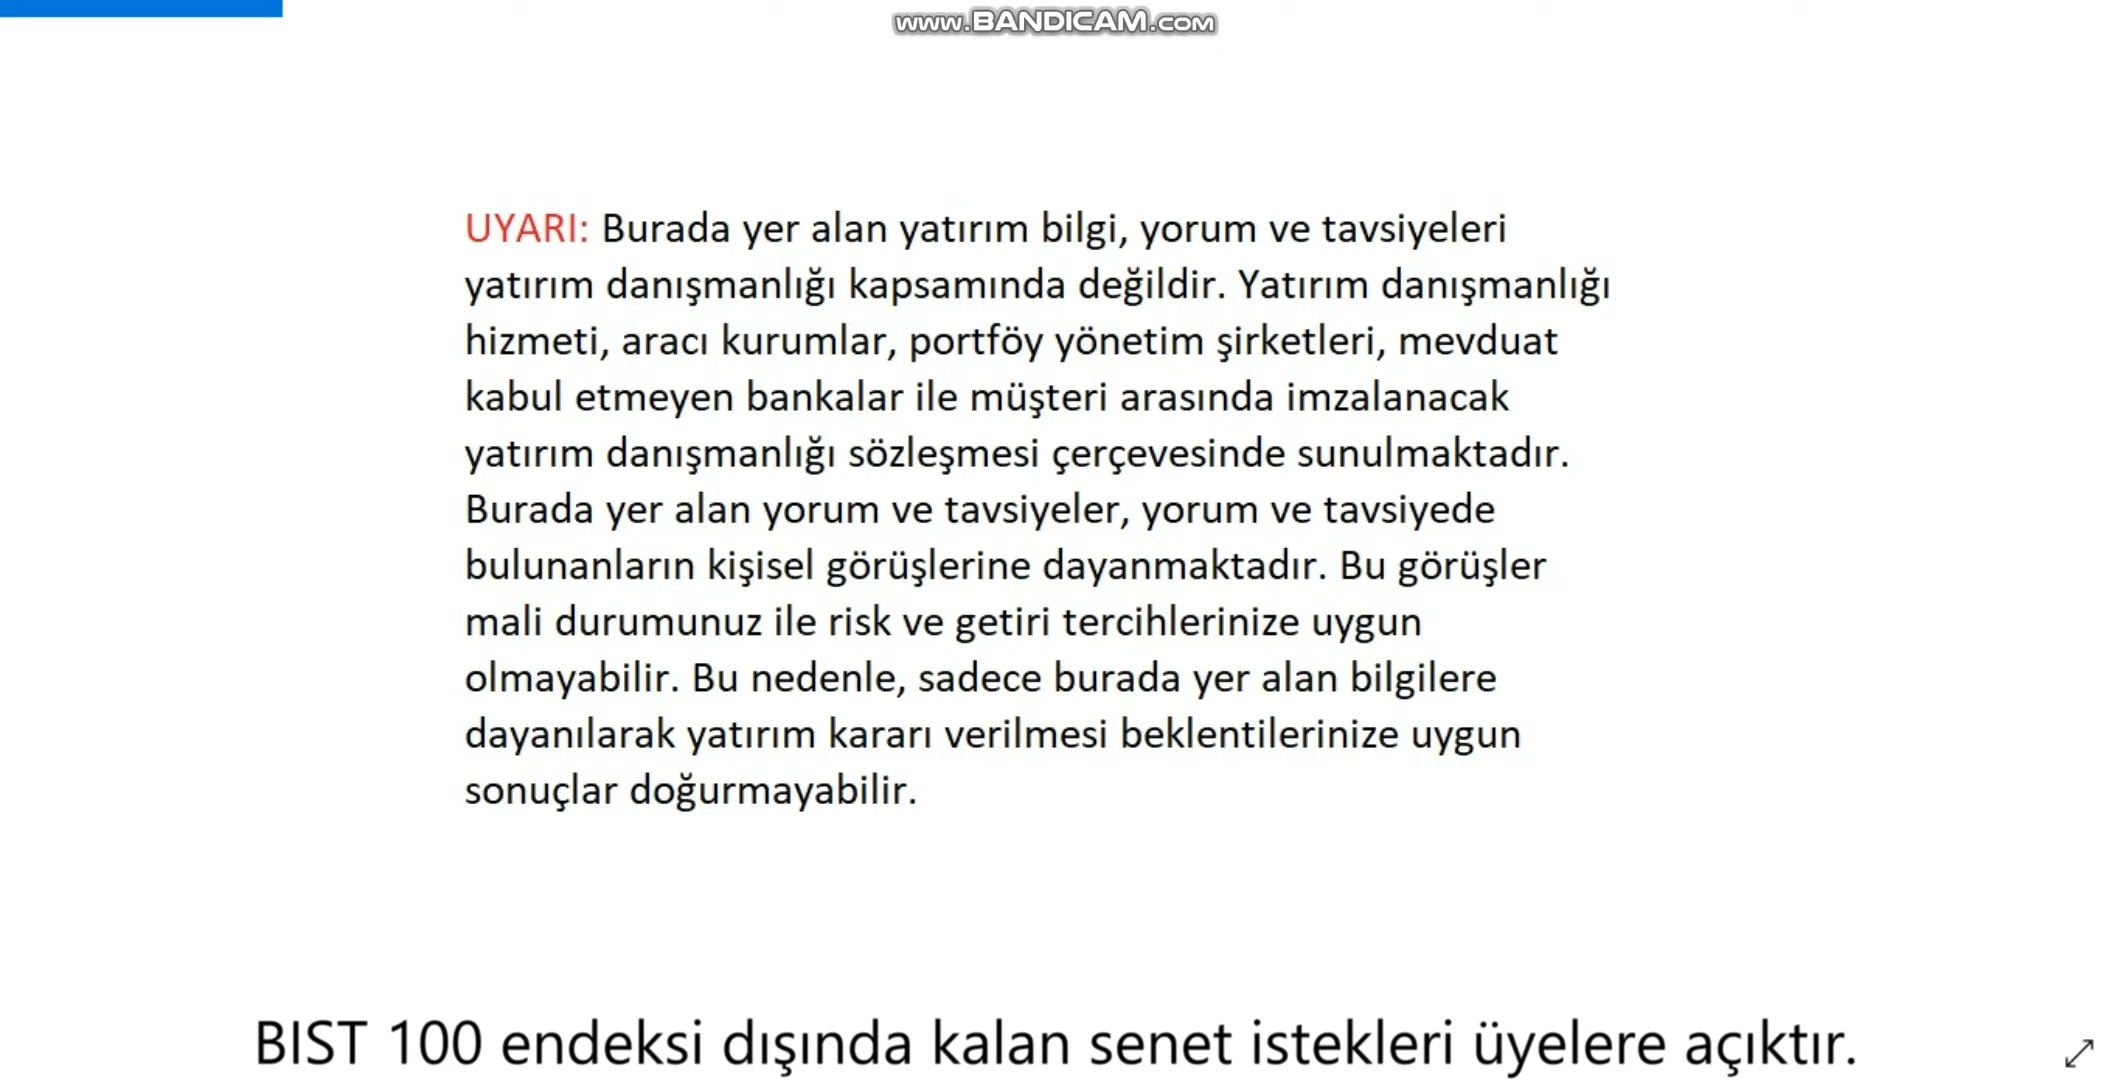 www.BANDICAM.com
UYARI: Burada yer alan yatırım bilgi, yorum ve tavsiyeleri
yatırım danışmanlığı kapsamında değildir. Yatırım danışmanlığı
hizmeti, aracı kurumlar, portföy yönetim şirketleri, mevduat
kabul etmeyen bankalar ile müşteri arasında imzalanacak
yatırım danışmanlığı sözleşmesi çerçevesinde sunulmaktadır.
Burada yer alan yorum ve tavsiyeler, yorum ve tavsiyede
bulunanların kişisel görüşlerine dayanmaktadır. Bu görüşler
mali durumunuz ile risk ve getiri tercihlerinize uygun
olmayabilir. Bu nedenle, sadece burada yer alan bilgilere
dayanılarak yatırım kararı verilmesi beklentilerinize uygun
sonuçlar doğurmayabilir.
BIST 100 endeksi dışında kalan senet istekleri üyelere açıktır.